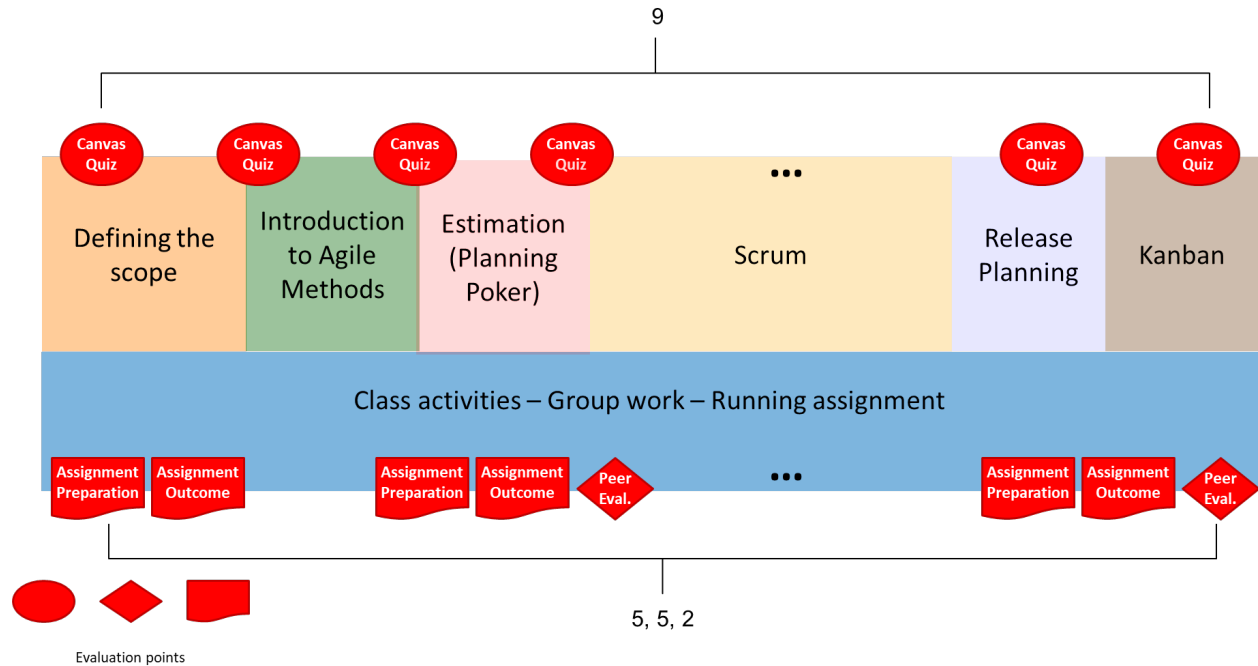 9
Canvas
Quiz
Canvas
Quiz
Canvas
Quiz
Canvas
Quiz
Canvas
Quiz
Canvas
Quiz
...
Defining the
scope
Introduction
to Agile
Methods
Estimation
(Planning
Poker)
Scrum
Release
Planning
Kanban
Class activities – Group work – Running assignment
Assignment
Preparation
Assignment
Outcome
Assignment
Preparation
Assignment
Outcome
Peer
Eval.
...
Assignment
Preparation
Assignment
Outcome
Peer
Eval.
5, 5, 2
Evaluation points